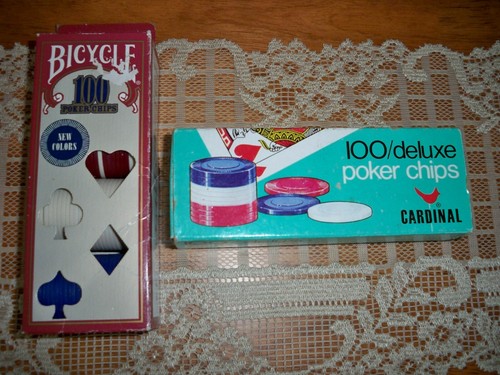 BICYCLE
100
POKER CHIPS
NEW
COLORS
100/deluxe
poker chips
CARDINAL